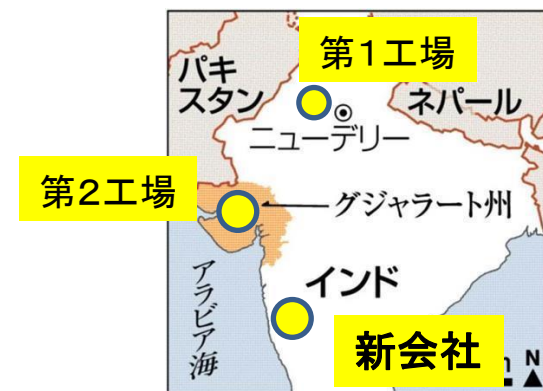 第1工場
パキ
スタン
ネパール
ニューデリー
第2工場
グジャラート州
アラビア海
インド
新会社
N